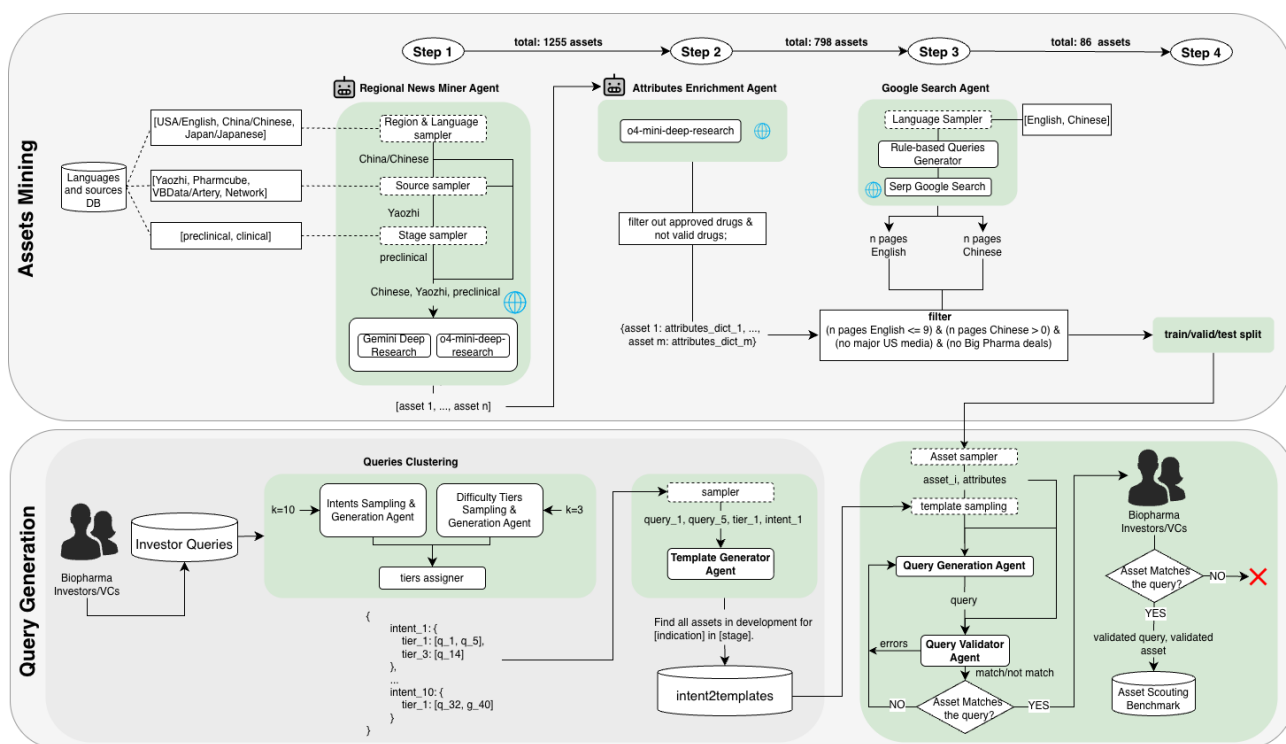 Assets Mining
Step 1
total: 1255 assets
Step 2
total: 798 assets
Step 3
total: 86 assets
Step 4
Regional News Miner Agent
Attributes Enrichment Agent
Google Search Agent
Languages
and sources
DB
[USA/English, China/Chinese,
Japan/Japanese]
[Yaozhi, Pharmcube,
VBData/Artery, Network]
[preclinical, clinical]
Region & Language
sampler
China/Chinese
Source sampler
Yaozhi
Stage sampler
preclinical
Chinese, Yaozhi, preclinical
Gemini Deep
Research
o4-mini-deep-
research
[asset 1, ..., asset n]
o4-mini-deep-research
filter out approved drugs &
not valid drugs;
{asset 1: attributes_dict_1, ...,
asset m: attributes_dict_m}
Language Sampler
[English, Chinese]
Rule-based Queries
Generator
Serp Google Search
n pages
English
n pages
Chinese
filter
(n pages English <= 9) & (n pages Chinese > 0) &
(no major US media) & (no Big Pharma deals)
train/valid/test split
Query Generation
Biopharma
Investors/VCs
Investor Queries
Queries Clustering
k=10
Intents Sampling &
Generation Agent
Difficulty Tiers
Sampling &
Generation Agent
k=3
tiers assigner
{
intent_1: {
tier_1: [q_1, q_5],
tier_3: [q_14]
},
...
intent_10: {
tier_1: [q_32, g_40]
}
}
sampler
query_1, query_5, tier_1, intent_1
Template Generator
Agent
Find all assets in development for
[indication] in [stage].
intent2templates
Asset sampler
asset_i, attributes
template sampling
Query Generation Agent
query
Query Validator
Agent
errors
match/not match
Asset Matches
the query?
NO
YES
Biopharma
Investors/VCs
Asset Matches
the query?
NO
YES
validated query, validated
asset
Asset Scouting
Benchmark